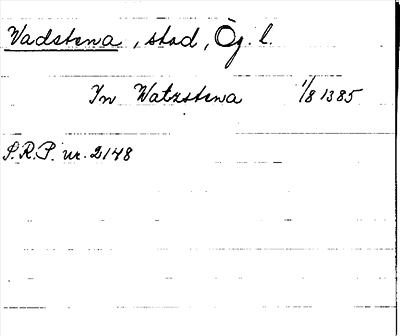 Vadstena, stad, Ög. l.
In Watzstena 1/8 1385
S.R.P. nr. 2148